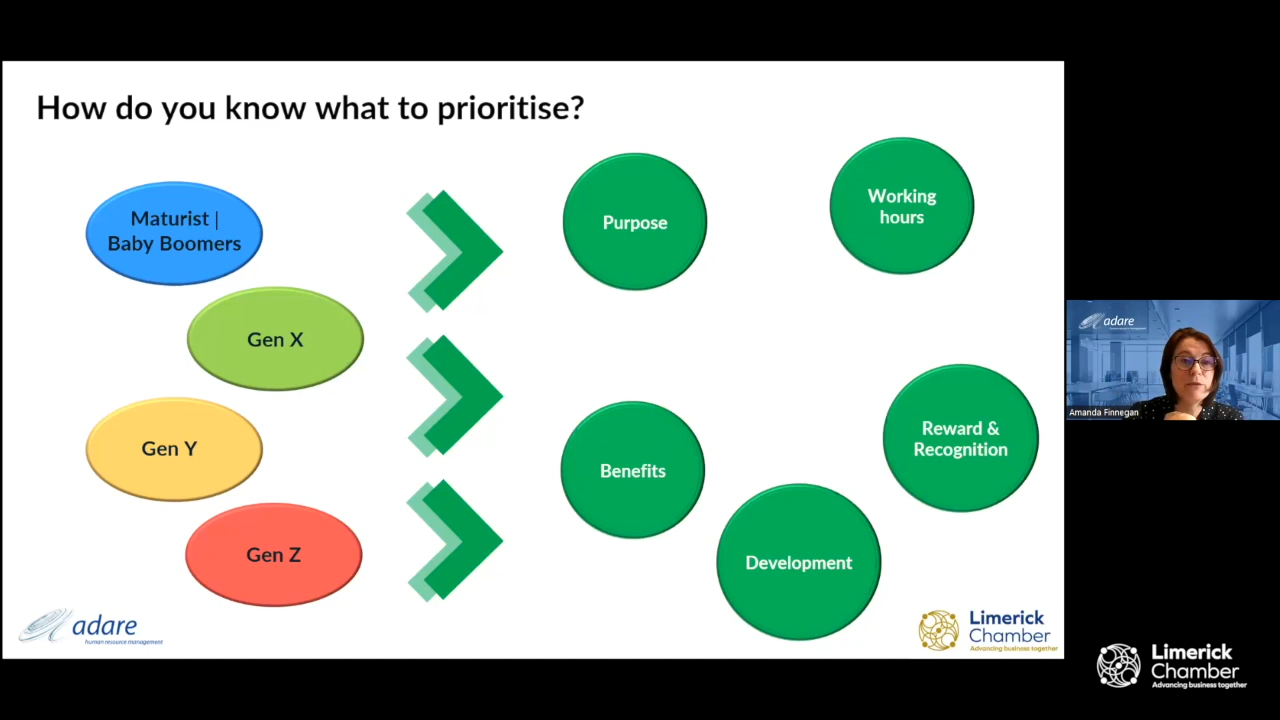 How do you know what to prioritise?
Maturist |
Baby Boomers
Gen X
Gen Y
Gen Z
Purpose
Working
hours
Benefits
Reward &
Recognition
Development
adare
human resource management
Limerick
Chamber
Advancing business together
adare
Amanda Finnegan
Limerick
Chamber
Advancing business together